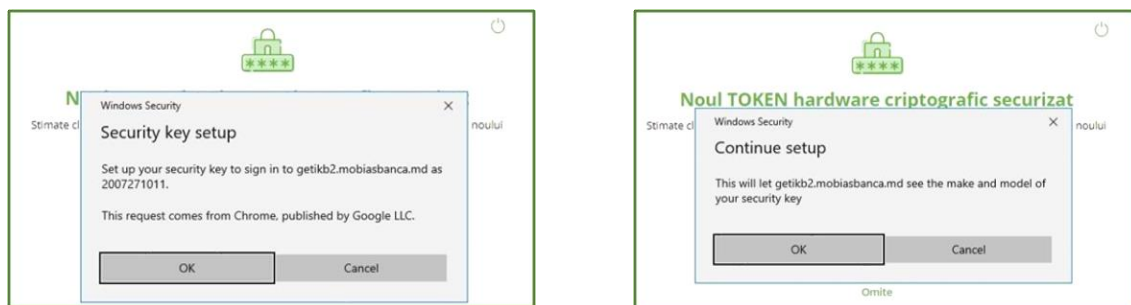 ****
N
Stimate cl
noului
Windows Security
Security key setup
Set up your security key to sign in to getikb2.mobiasbanca.md as
2007271011.
This request comes from Chrome, published by Google LLC.
OK Cancel
****
Noul TOKEN hardware criptografic securizat
Stimate cl
noului
Windows Security
Continue setup
This will let getikb2.mobiasbanca.md see the make and model of
your security key
OK Cancel
Omite